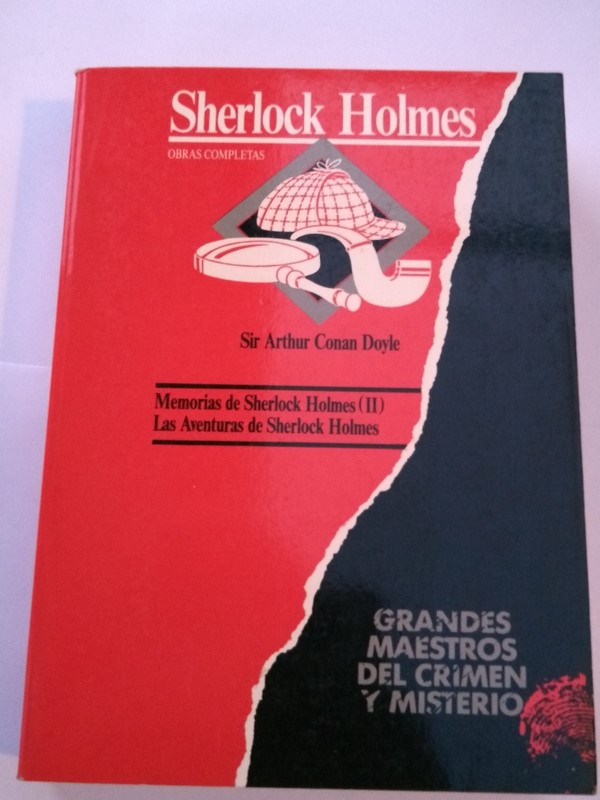 Sherlock Holmes
OBRAS COMPLETAS
Sir Arthur Conan Doyle
Memorias de Sherlock Holmes (II)
Las Aventuras de Sherlock Holmes
GRANDES
MAESTROS
DEL CRIMEN
Y MISTERIO